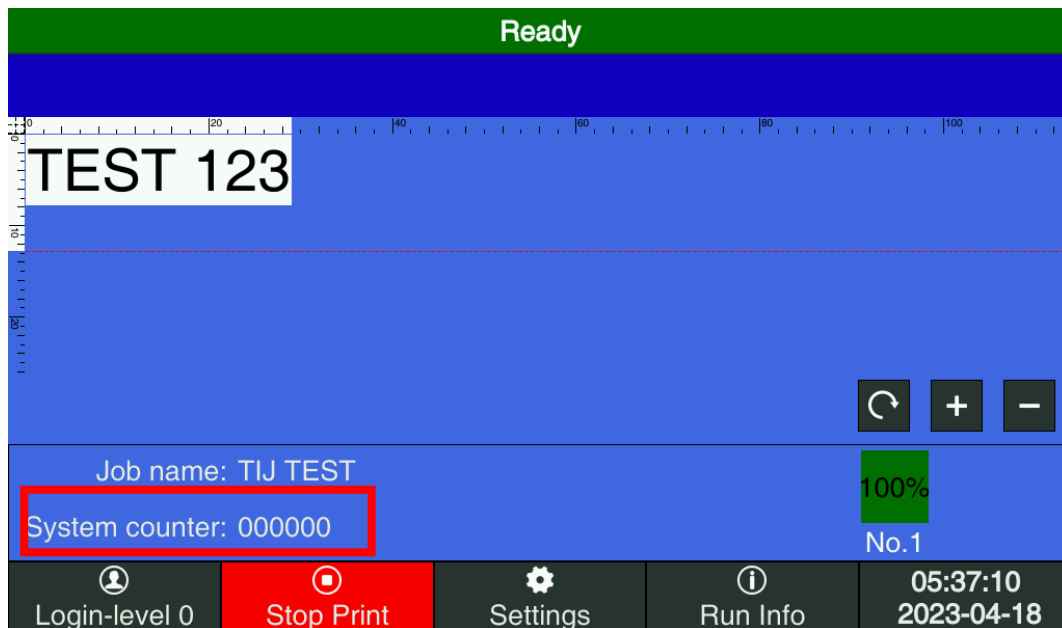 Ready
0 20 40 60 80 100
0
TEST 123
10
20
Job name: TIJ TEST
100%
System counter: 000000
No.1
Login-level 0
Stop Print
Settings
Run Info
05:37:10
2023-04-18